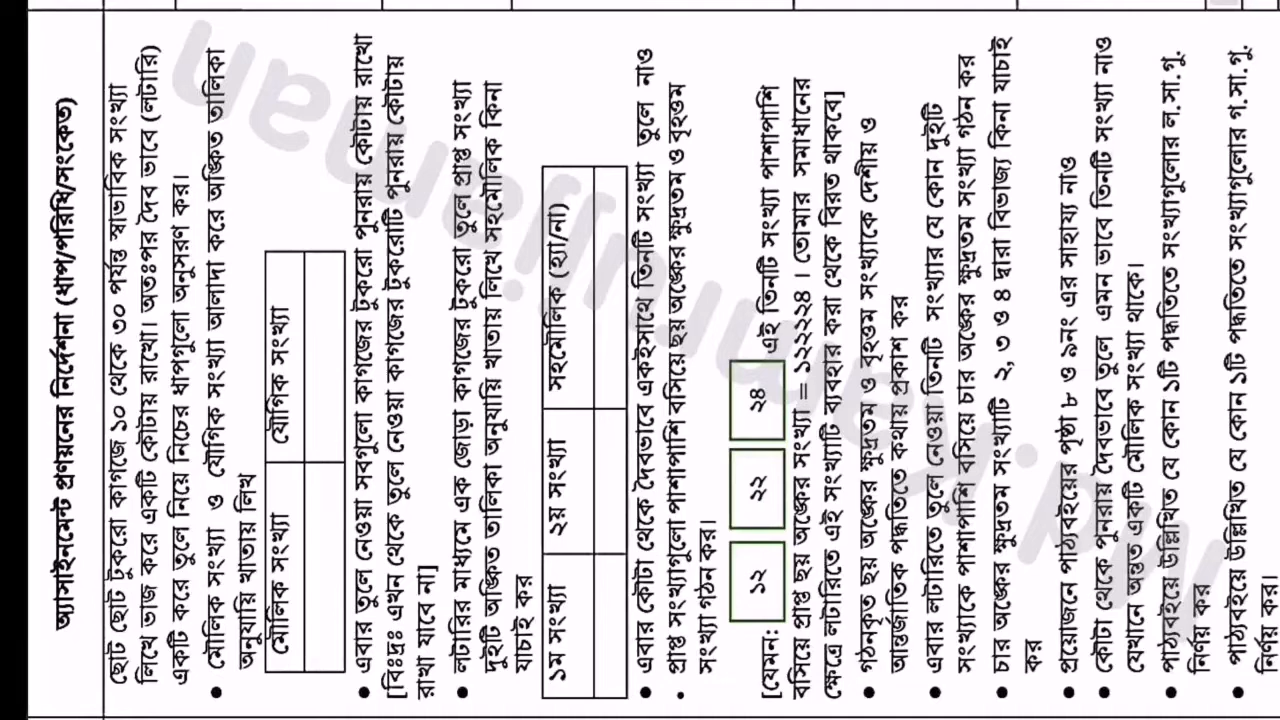 অ্যাসাইনমেন্ট প্রণয়নের নির্দেশনা (ধাপ/পরিধি/সংকেত)
ছোট ছোট টুকরো কাগজে ১০ থেকে ৩০ পর্যন্ত স্বাভাবিক সংখ্যা
লিখে ভাজ করে একটি কৌটায় রাখো। অতঃপর দৈব ভাবে (লটারি)
একটি করে তুলে নিয়ে নিচের ধাপগুলো অনুসরণ কর।
• মৌলিক সংখ্যা ও যৌগিক সংখ্যা আলাদা করে অঙ্কিত তালিকা
অনুযায়ি খাতায় লিখ
মৌলিক সংখ্যা যৌগিক সংখ্যা
• এবার তুলে নেওয়া সবগুলো কাগজের টুকরো পুনরায় কৌটায় রাখো
[বিঃদ্রঃ এখন থেকে তুলে নেওয়া কাগজের টুকরোটি পুনরায় কৌটায়
রাখা যাবে না]
• লটারির মাধ্যমে এক জোড়া কাগজের টুকরো তুলে প্রাপ্ত সংখ্যা
দুইটি অঙ্কিত তালিকা অনুযায়ি খাতায় লিখে সহমৌলিক কিনা
যাচাই কর
১ম সংখ্যা ২য় সংখ্যা সহমৌলিক (হ্যা/না)
• এবার কৌটা থেকে দৈবভাবে একইসাথে তিনটি সংখ্যা তুলে নাও
• প্রাপ্ত সংখ্যাগুলো পাশাপাশি বসিয়ে ছয় অঙ্কের ক্ষুদ্রতম ও বৃহত্তম
সংখ্যা গঠন কর।
[যেমন: ১২ ২২ ২৪ এই তিনটি সংখ্যা পাশাপাশি
বসিয়ে প্রাপ্ত ছয় অঙ্কের সংখ্যা = ১২২২২৪ । তোমার সমাধানের
ক্ষেত্রে লটারিতে এই সংখ্যাটি ব্যবহার করা থেকে বিরত থাকবে]
• গঠনকৃত ছয় অঙ্কের ক্ষুদ্রতম ও বৃহত্তম সংখ্যাকে দেশীয় ও
আন্তর্জাতিক পদ্ধতিতে কথায় প্রকাশ কর
• এবার লটারিতে তুলে নেওয়া তিনটি সংখ্যার যে কোন দুইটি
সংখ্যাকে পাশাপাশি বসিয়ে চার অঙ্কের ক্ষুদ্রতম সংখ্যা গঠন কর
• চার অঙ্কের ক্ষুদ্রতম সংখ্যাটি ২, ৩ ও ৪ দ্বারা বিভাজ্য কিনা যাচাই
কর
• প্রয়োজনে পাঠ্যবইয়ের পৃষ্ঠা ৮ ও ৯নং এর সাহায্য নাও
• কৌটা থেকে পুনরায় দৈবভাবে তুলে এমন ভাবে তিনটি সংখ্যা নাও
যেখানে অন্তত একটি মৌলিক সংখ্যা থাকে।
• পাঠ্যবইয়ে উল্লিখিত যে কোন ১টি পদ্ধতিতে সংখ্যাগুলোর ল.সা.গু.
নির্ণয় কর
• পাঠ্যবইয়ে উল্লিখিত যে কোন ১টি পদ্ধতিতে সংখ্যাগুলোর গ.সা.গু.
নির্ণয় কর।